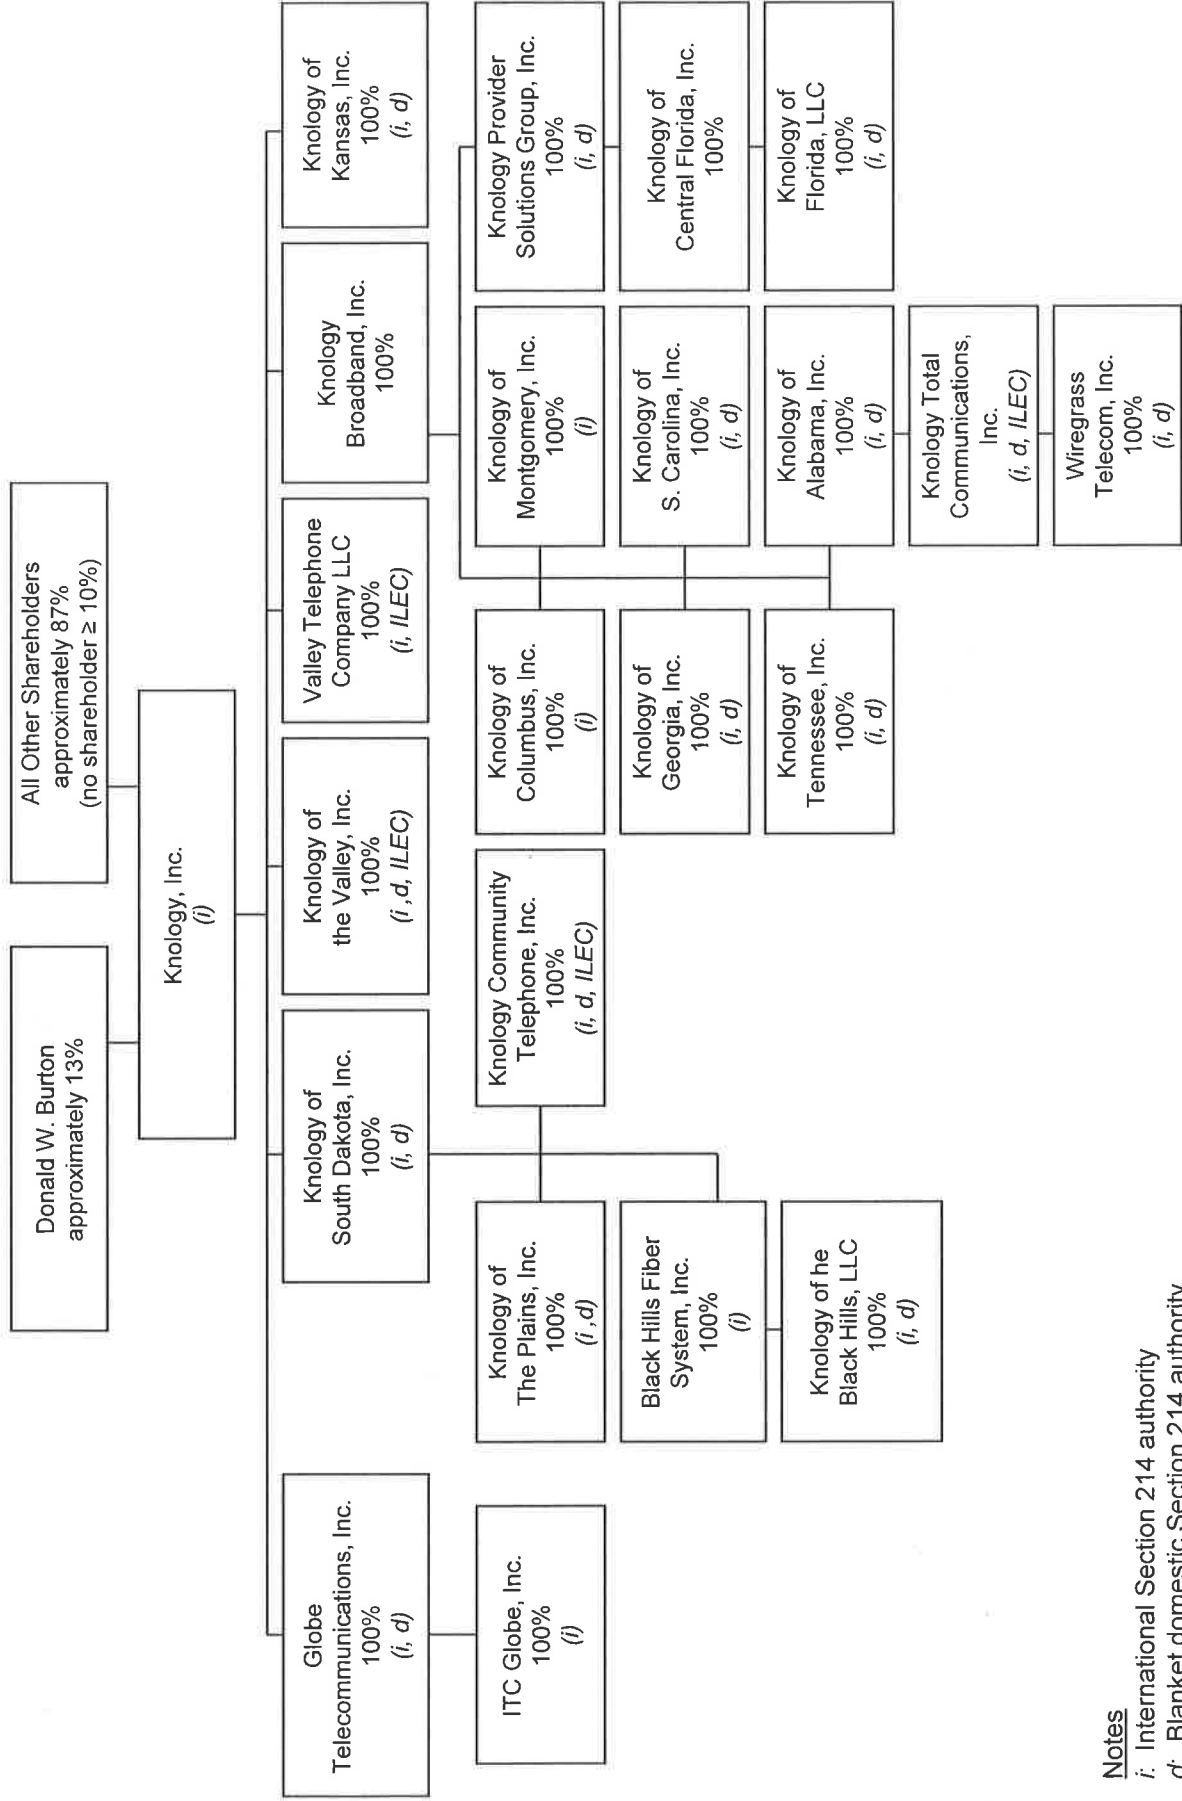 Donald W. Burton
approximately 13%
All Other Shareholders
approximately 87%
(no shareholder ≥ 10%)
Knology, Inc.
(i)
Globe
Telecommunications, Inc.
100%
(i, d)
Knology of
South Dakota, Inc.
100%
(i, d)
Knology of
the Valley, Inc.
100%
(i ,d, ILEC)
Valley Telephone
Company LLC
100%
(i, ILEC)
Knology
Broadband, Inc.
100%
Knology of
Kansas, Inc.
100%
(i, d)
ITC Globe, Inc.
100%
(i)
Knology of
The Plains, Inc.
100%
(i ,d)
Knology Community
Telephone, Inc.
100%
(i, d, ILEC)
Black Hills Fiber
System, Inc.
100%
(i)
Knology of he
Black Hills, LLC
100%
(i, d)
Knology of
Columbus, Inc.
100%
(i)
Knology of
Montgomery, Inc.
100%
(i)
Knology Provider
Solutions Group, Inc.
100%
(i, d)
Knology of
Georgia, Inc.
100%
(i, d)
Knology of
S. Carolina, Inc.
100%
(i, d)
Knology of
Central Florida, Inc.
100%
Knology of
Tennessee, Inc.
100%
(i, d)
Knology of
Alabama, Inc.
100%
(i, d)
Knology of
Florida, LLC
100%
(i, d)
Knology Total
Communications,
Inc.
(i, d, ILEC)
Wiregrass
Telecom, Inc.
100%
(i, d)
Notes
i: International Section 214 authority
d: Blanket domestic Section 214 authority